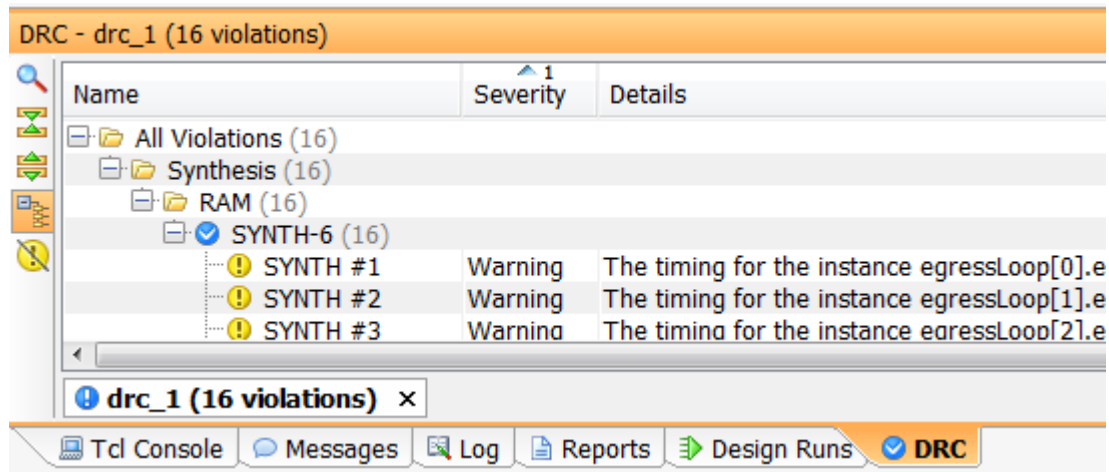 DRC - drc_1 (16 violations)
1
Name Severity Details
All Violations (16)
Synthesis (16)
RAM (16)
SYNTH-6 (16)
SYNTH #1 Warning The timing for the instance egressLoop[0].e
SYNTH #2 Warning The timing for the instance egressLoop[1].e
SYNTH #3 Warning The timing for the instance egressLoop[2].e
drc_1 (16 violations) ×
Tcl Console Messages Log Reports Design Runs DRC